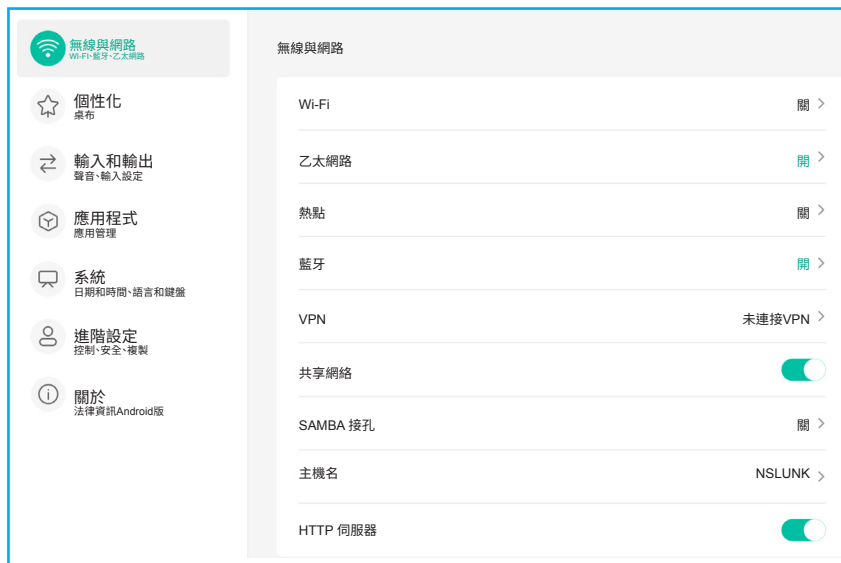 無線與網路
WI-FI、藍牙、乙太網路
個性化
桌布
輸入和輸出
聲音、輸入設定
應用程式
應用管理
系統
日期和時間、語言和鍵盤
進階設定
控制、安全、複製
關於
法律資訊Android版
無線與網路
Wi-Fi 關
乙太網路 開
熱點 關
藍牙 開
VPN 未連接VPN
共享網絡
SAMBA 接孔 關
主機名 NSLUNK
HTTP 伺服器